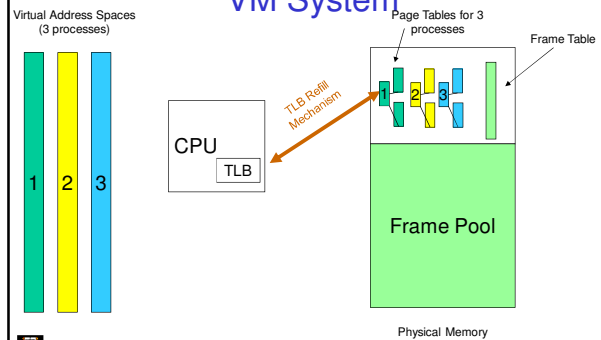 VM System
Virtual Address Spaces
(3 processes)
Page Tables for 3
processes
Frame Table
TLB Refill
Mechanism
1
2
3
CPU
TLB
1
2
3
Frame Pool
Physical Memory